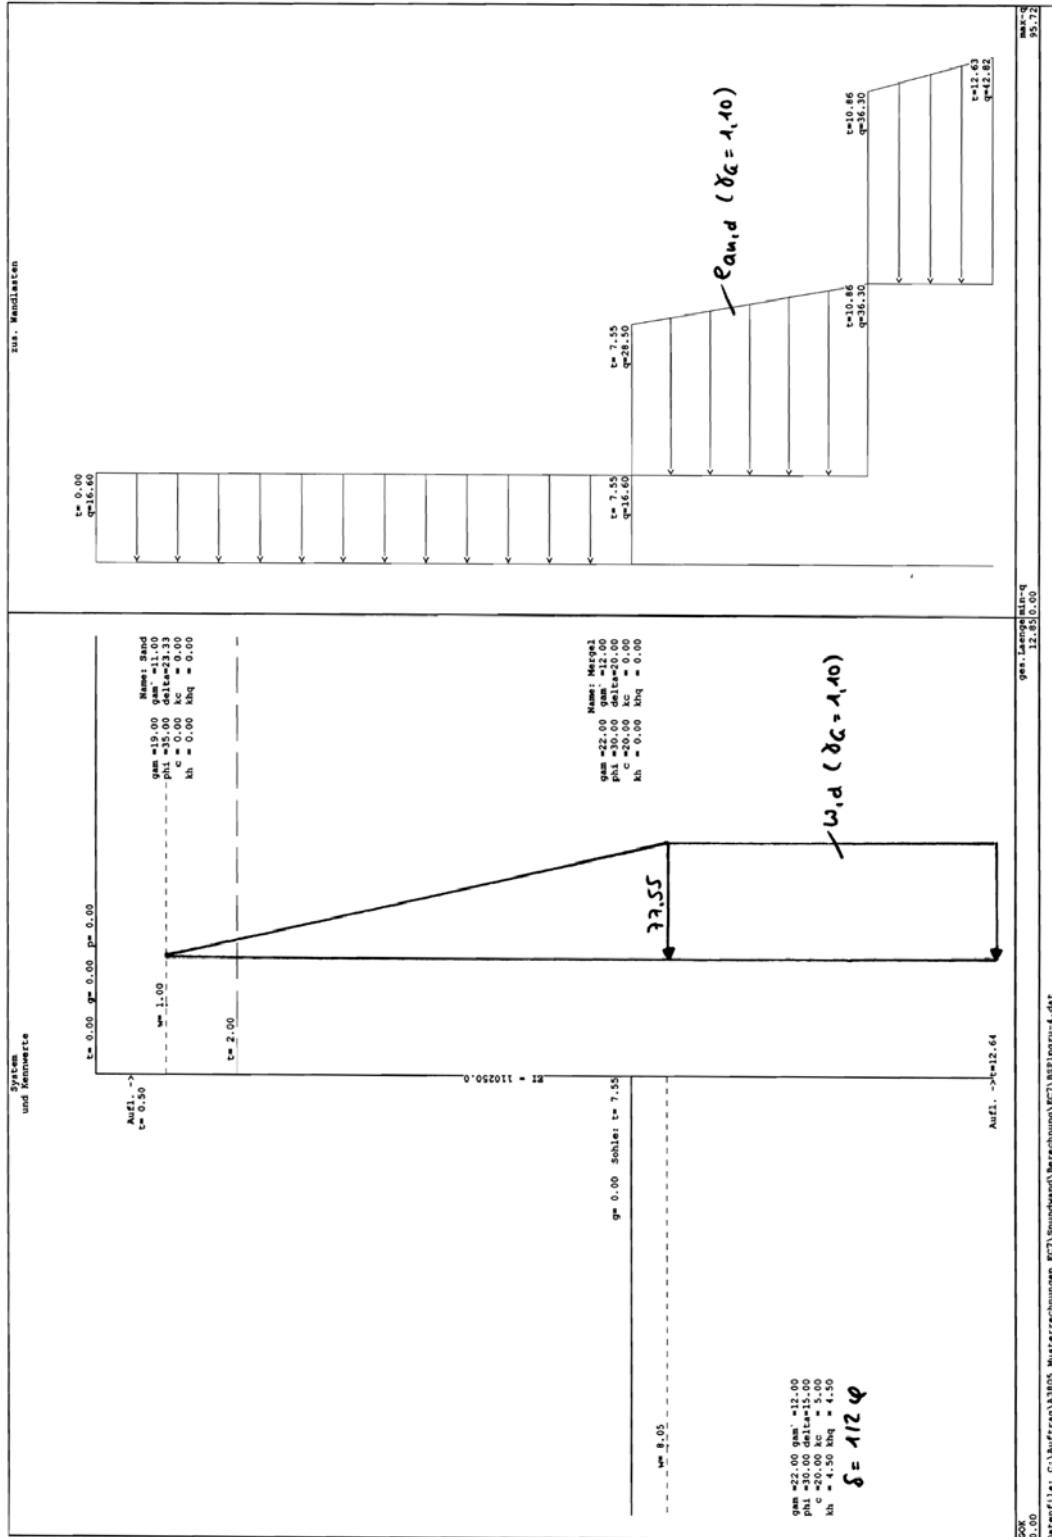 System
und Kennwerte
zus. Wandlasten
Aufl. ->
t= 0.50
t= 0.00 g= 0.00 p= 0.00
w= 1.00
t= 2.00
Name: Sand
gam =19.00 gam` =11.00
phi =35.00 delta=23.33
c = 0.00 kc = 0.00
kh = 0.00 khq = 0.00
Name: Mergel
gam =22.00 gam` =12.00
phi =30.00 delta=20.00
c =20.00 kc = 0.00
kh = 0.00 khq = 0.00
EI = 110250.0
g= 0.00 Sohle: t= 7.55
w= 8.05
77.55
w,d (γG = 1,10)
gam =22.00 gam` =12.00
phi =30.00 delta=15.00
c =20.00 kc = 5.00
kh = 4.50 khq = 4.50
δ = 1/2 φ
Aufl. ->t=12.64
t= 0.00
q=16.60
t= 7.55
q=16.60
t= 7.55
q=28.50
eau,d (γG = 1,10)
t=10.86
q=36.30
t=10.86
q=36.30
t=12.63
q=42.82
GOK
0.00
ges.Laenge
12.85
min-q
0.00
max-q
95.72